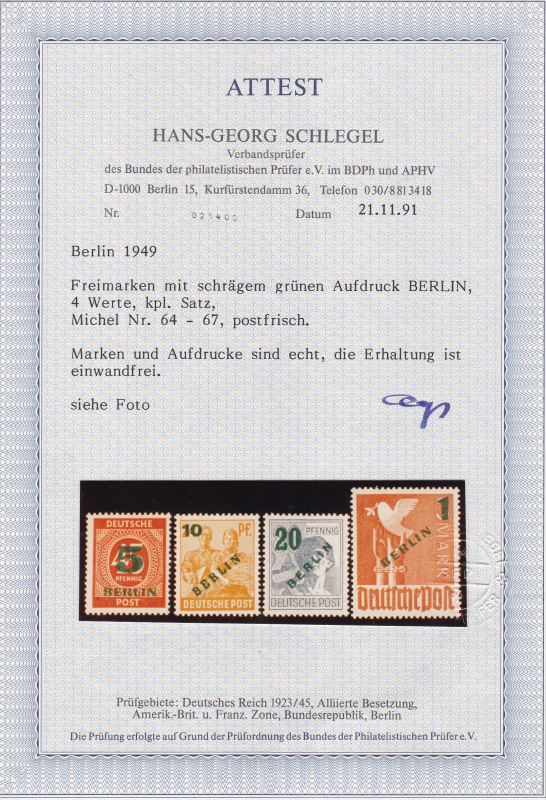 ATTEST
HANS-GEORG SCHLEGEL
Verbandsprüfer
des Bundes der philatelistischen Prüfer e.V. im BDPh und APHV
D-1000 Berlin 15, Kurfürstendamm 36, Telefon 030/8813418
Nr. 021400 Datum 21.11.91
Berlin 1949
Freimarken mit schrägem grünen Aufdruck BERLIN,
4 Werte, kpl. Satz,
Michel Nr. 64 - 67, postfrisch.
Marken und Aufdrucke sind echt, die Erhaltung ist
einwandfrei.
siehe Foto
DEUTSCHE
5
PFENNIG
BERLIN
POST
10 Pf.
BERLIN
DEUTSCHE POST
20 PFENNIG
BERLIN
DEUTSCHE POST
1
MARK
BERLIN
Deutsche Post
Prüfgebiete: Deutsches Reich 1923/45, Alliierte Besetzung,
Amerik.-Brit. u. Franz. Zone, Bundesrepublik, Berlin
Die Prüfung erfolgte auf Grund der Prüfordnung des Bundes der Philatelistischen Prüfer e.V.